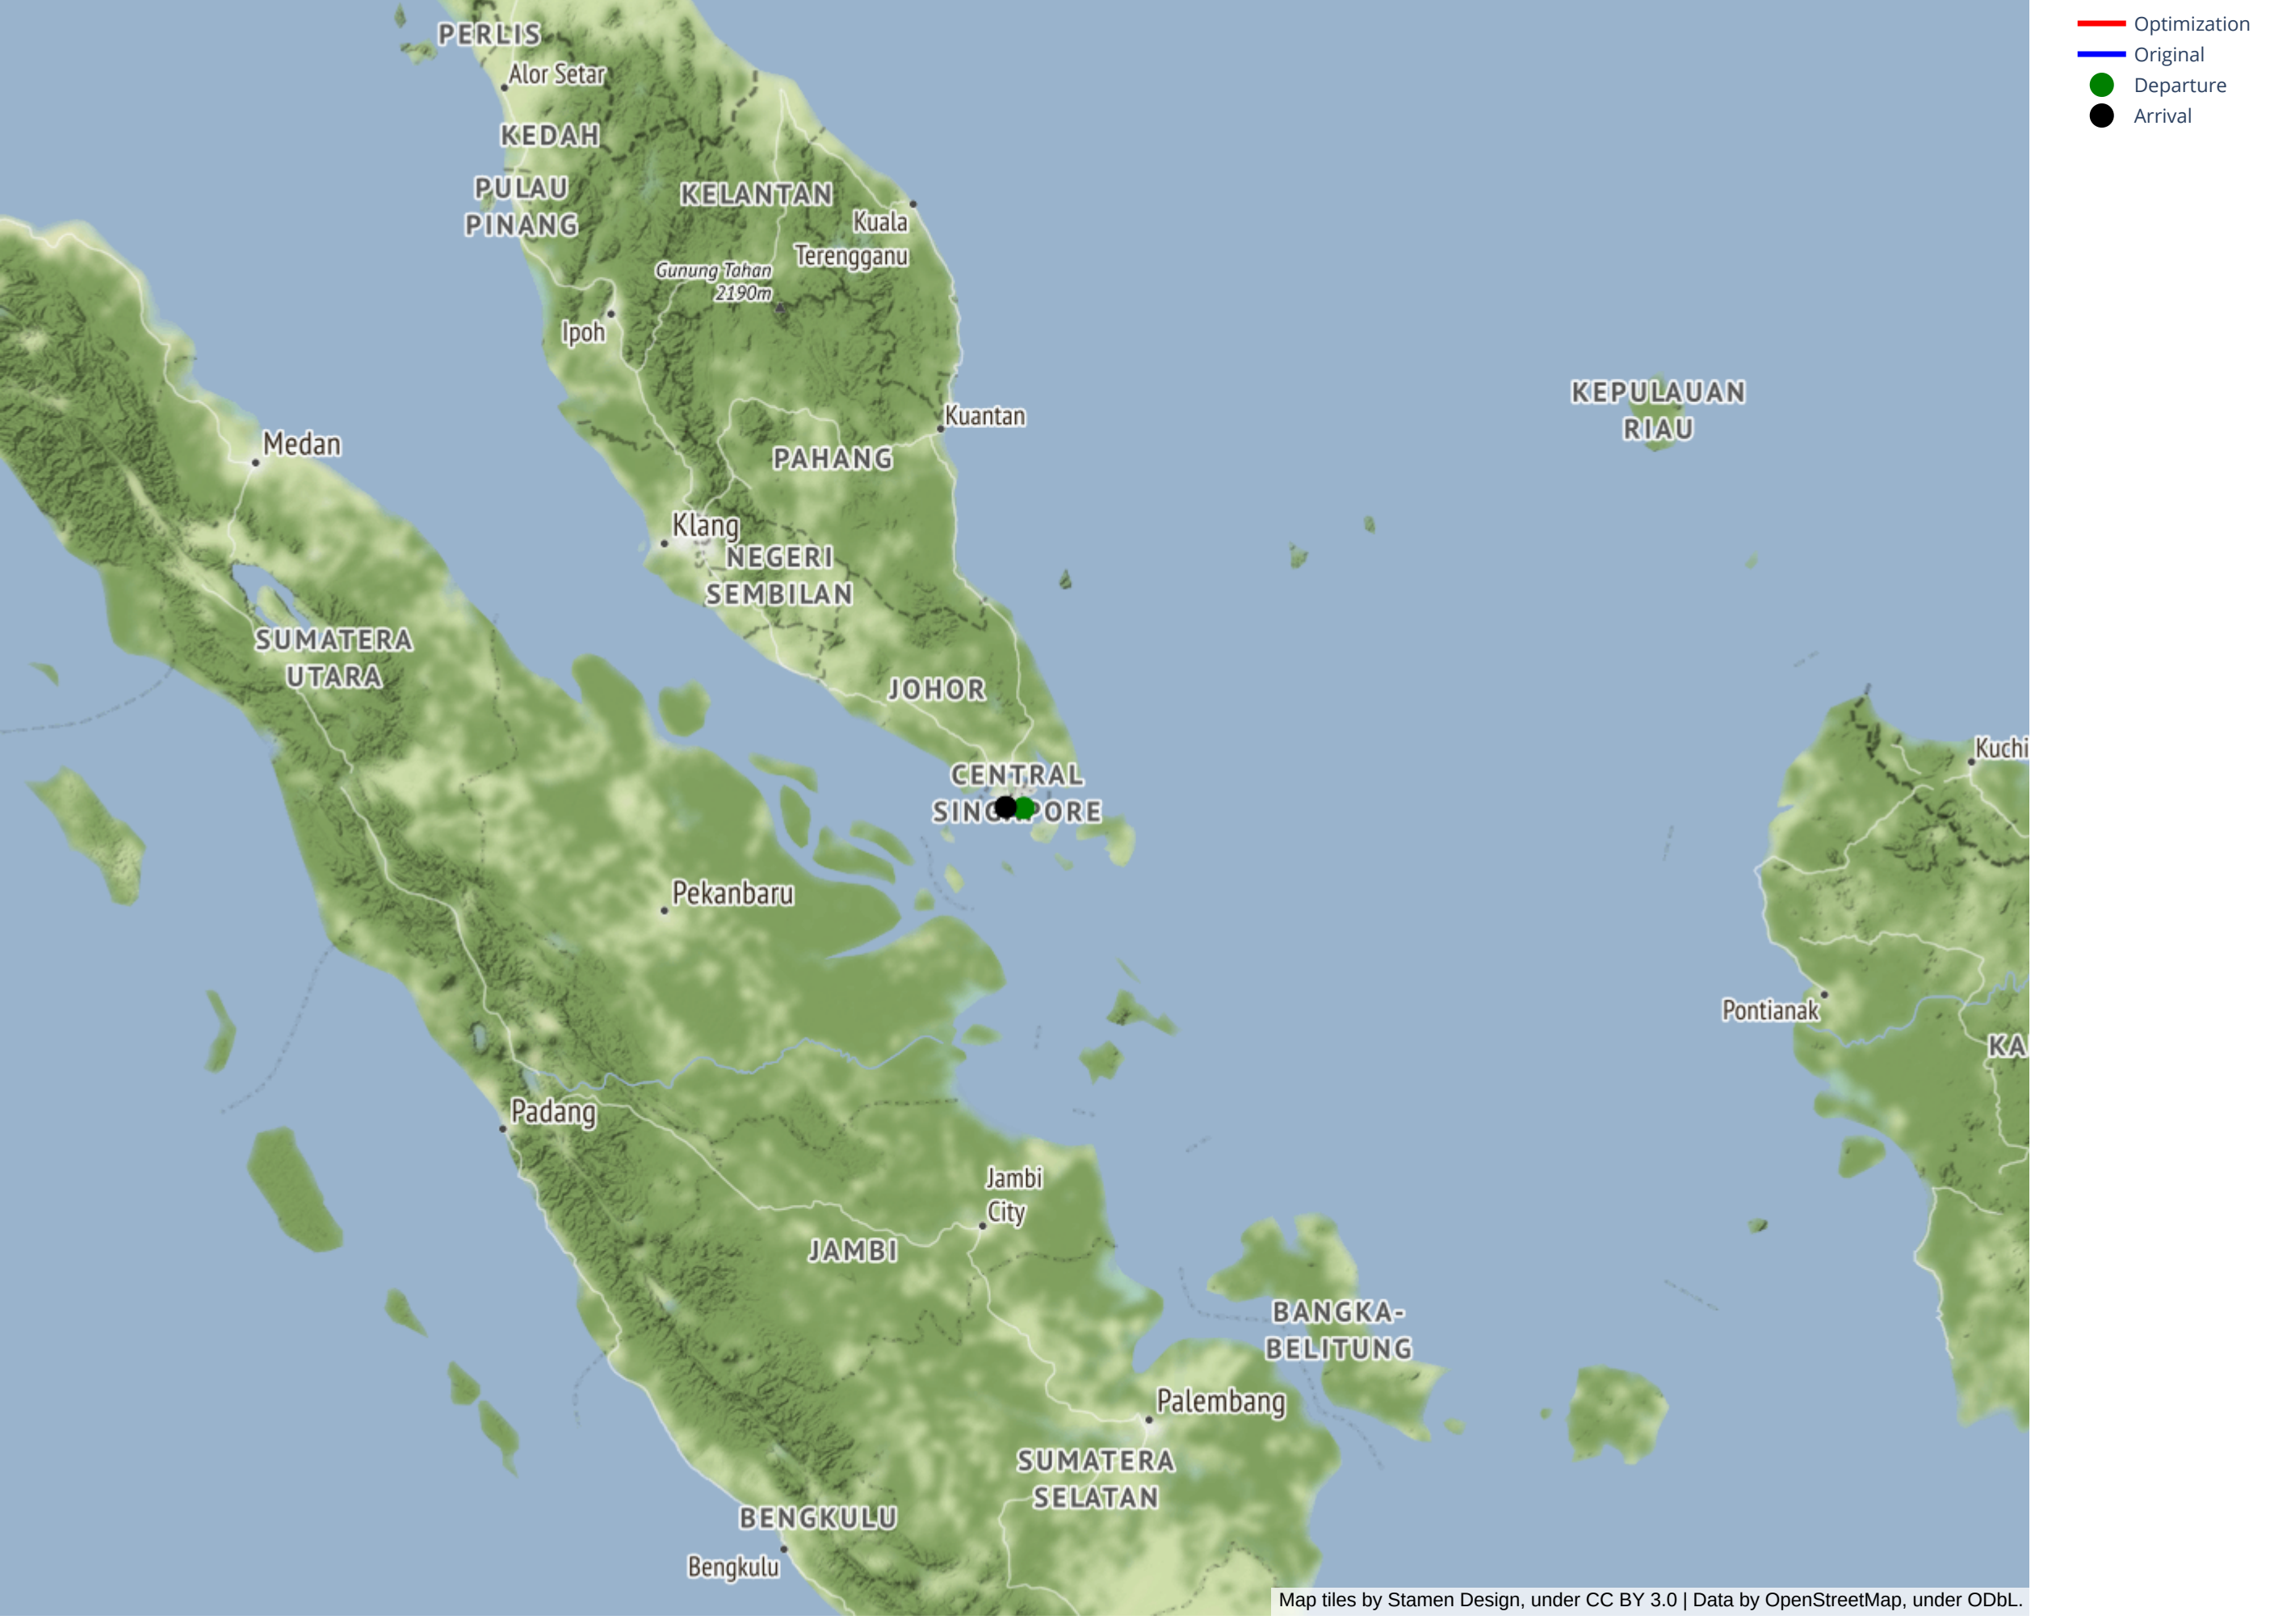 PERLIS
Alor Setar
KEDAH
PULAU
PINANG
KELANTAN
Kuala
Terengganu
Gunung Tahan
2190m
Ipoh
Kuantan
KEPULAUAN
RIAU
Medan
PAHANG
Klang
NEGERI
SEMBILAN
SUMATERA
UTARA
JOHOR
Kuchi
CENTRAL
SINGAPORE
Pekanbaru
Pontianak
KA
Padang
Jambi
City
JAMBI
BANGKA-
BELITUNG
Palembang
SUMATERA
SELATAN
BENGKULU
Bengkulu
Optimization
Original
Departure
Arrival
Map tiles by Stamen Design, under CC BY 3.0 | Data by OpenStreetMap, under ODbL.